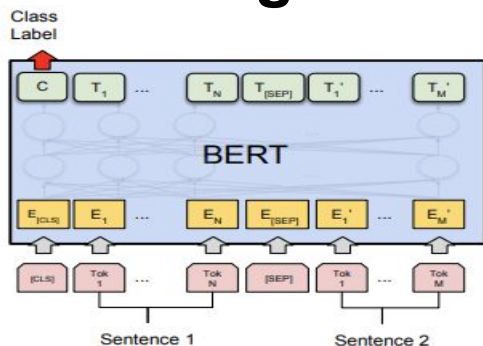 Class
Label
C T1 ... TN T[SEP] T1' ... TM'
BERT
E[CLS] E1 ... EN E[SEP] E1' ... EM'
[CLS] Tok 1 ... Tok N [SEP] Tok 1 ... Tok M
Sentence 1 Sentence 2